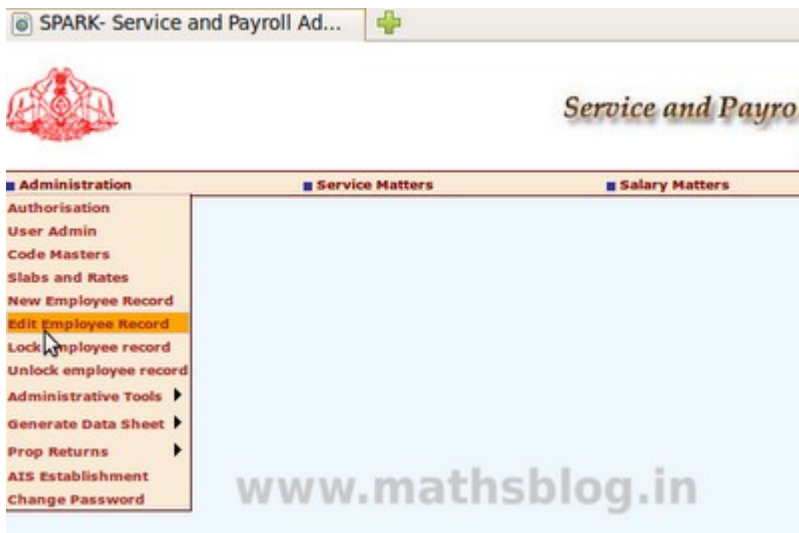 SPARK- Service and Payroll Ad...
Service and Payro
Administration
Service Matters
Salary Matters
Authorisation
User Admin
Code Masters
Slabs and Rates
New Employee Record
Edit Employee Record
Lock employee record
Unlock employee record
Administrative Tools
Generate Data Sheet
Prop Returns
AIS Establishment
Change Password
www.mathsblog.in